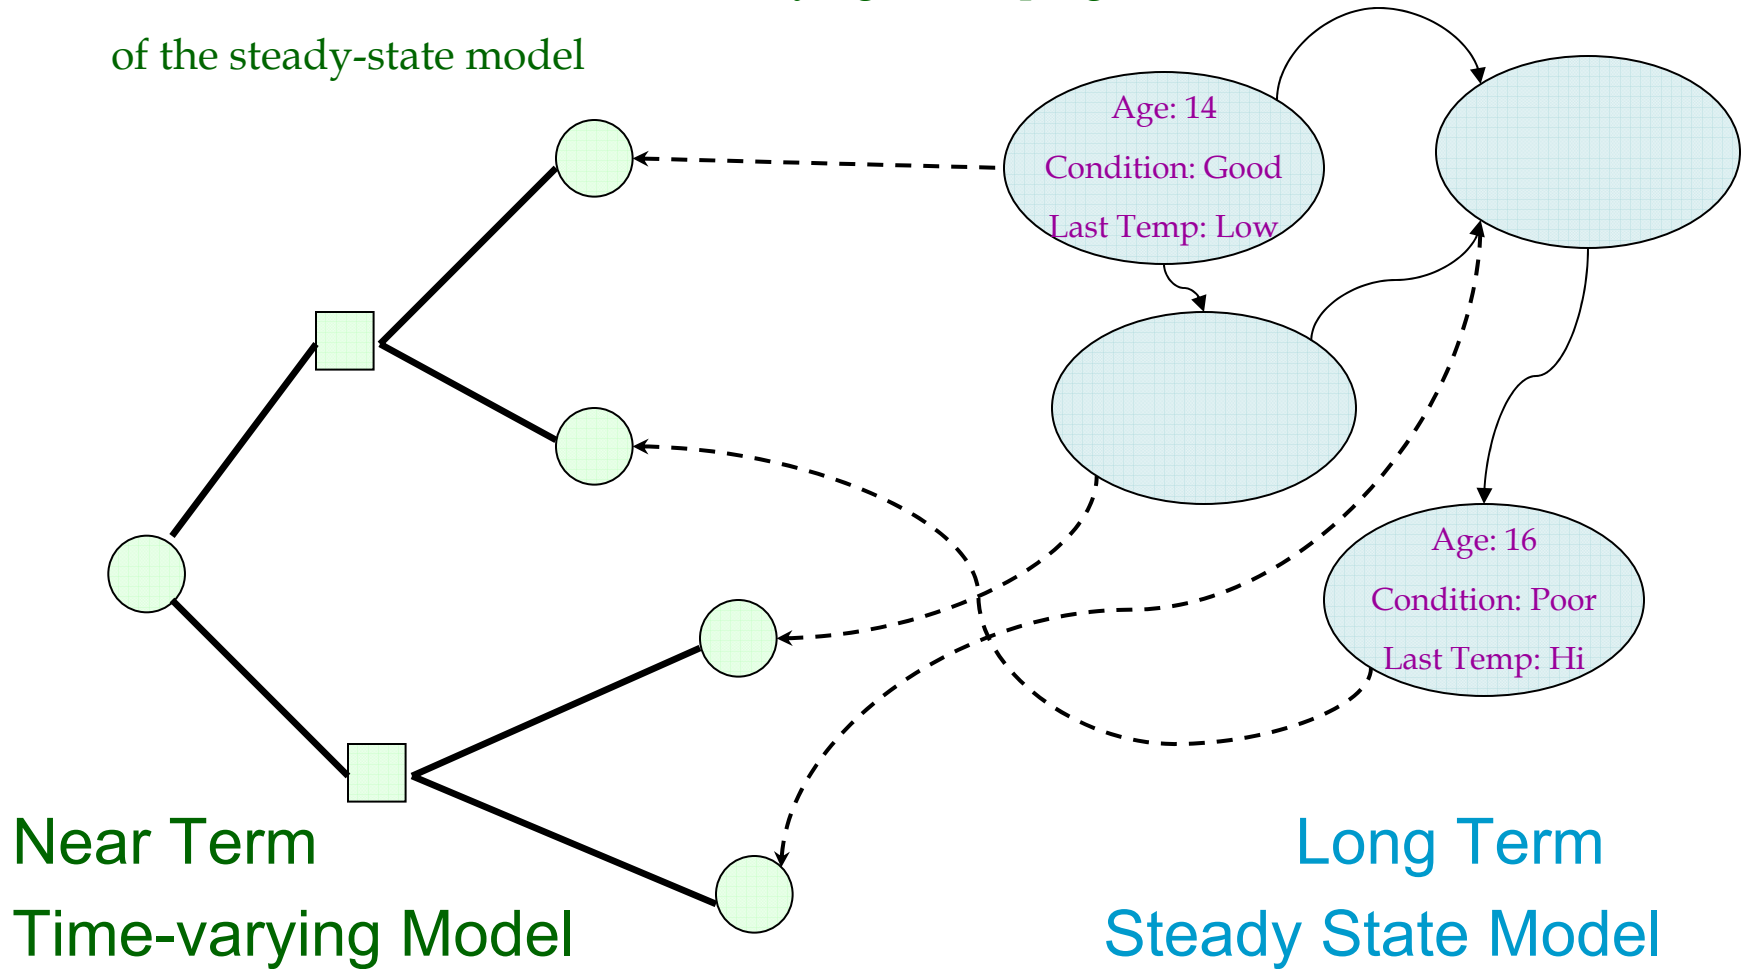 of the steady-state model
Age: 14
Condition: Good
Last Temp: Low
Age: 16
Condition: Poor
Last Temp: Hi
Near Term
Time-varying Model
Long Term
Steady State Model